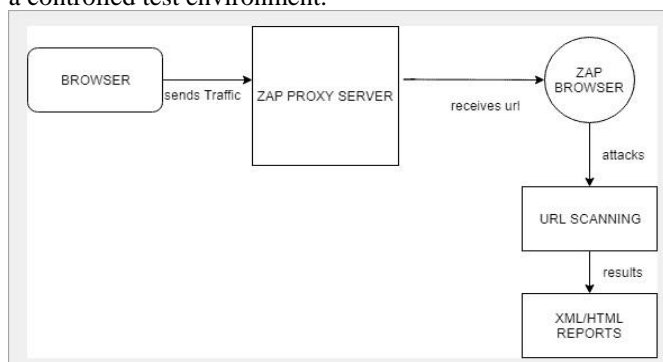 a controlled test environment.
BROWSER
sends Traffic
ZAP PROXY SERVER
receives url
ZAP
BROWSER
attacks
URL SCANNING
results
XML/HTML
REPORTS